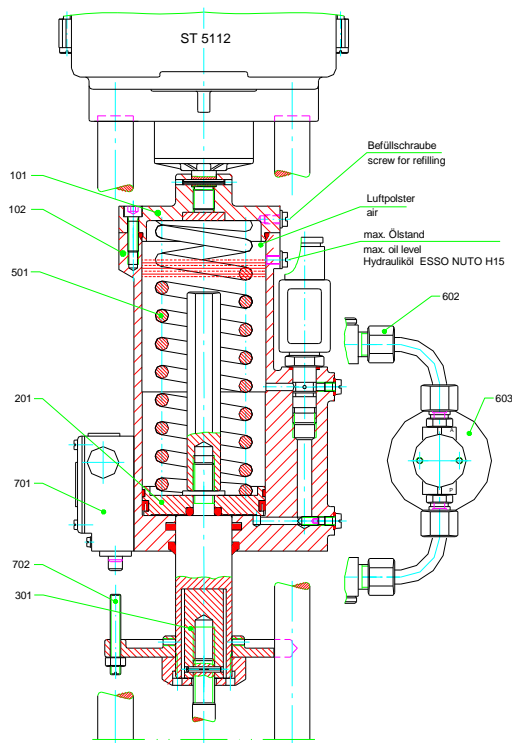 ST 5112
Befüllschraube
screw for refilling
101
Luftpolster
air
102
max. Ölstand
max. oil level
Hydrauliköl ESSO NUTO H15
501
602
201
603
A
P
701
702
301